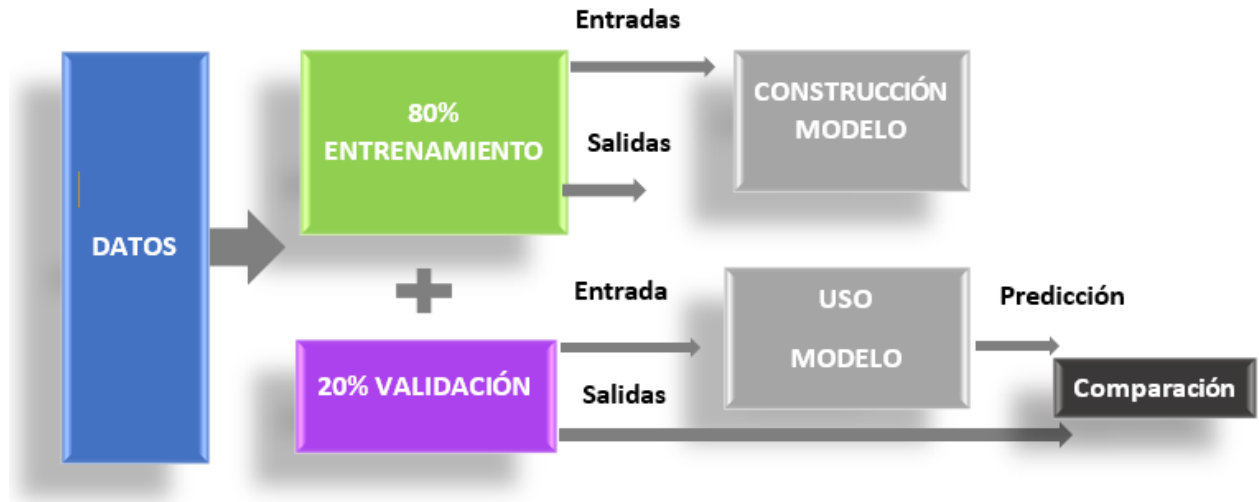 Entradas
80%
ENTRENAMIENTO
CONSTRUCCIÓN
MODELO
Salidas
DATOS
Entrada
USO
MODELO
Predicción
20% VALIDACIÓN
Salidas
Comparación